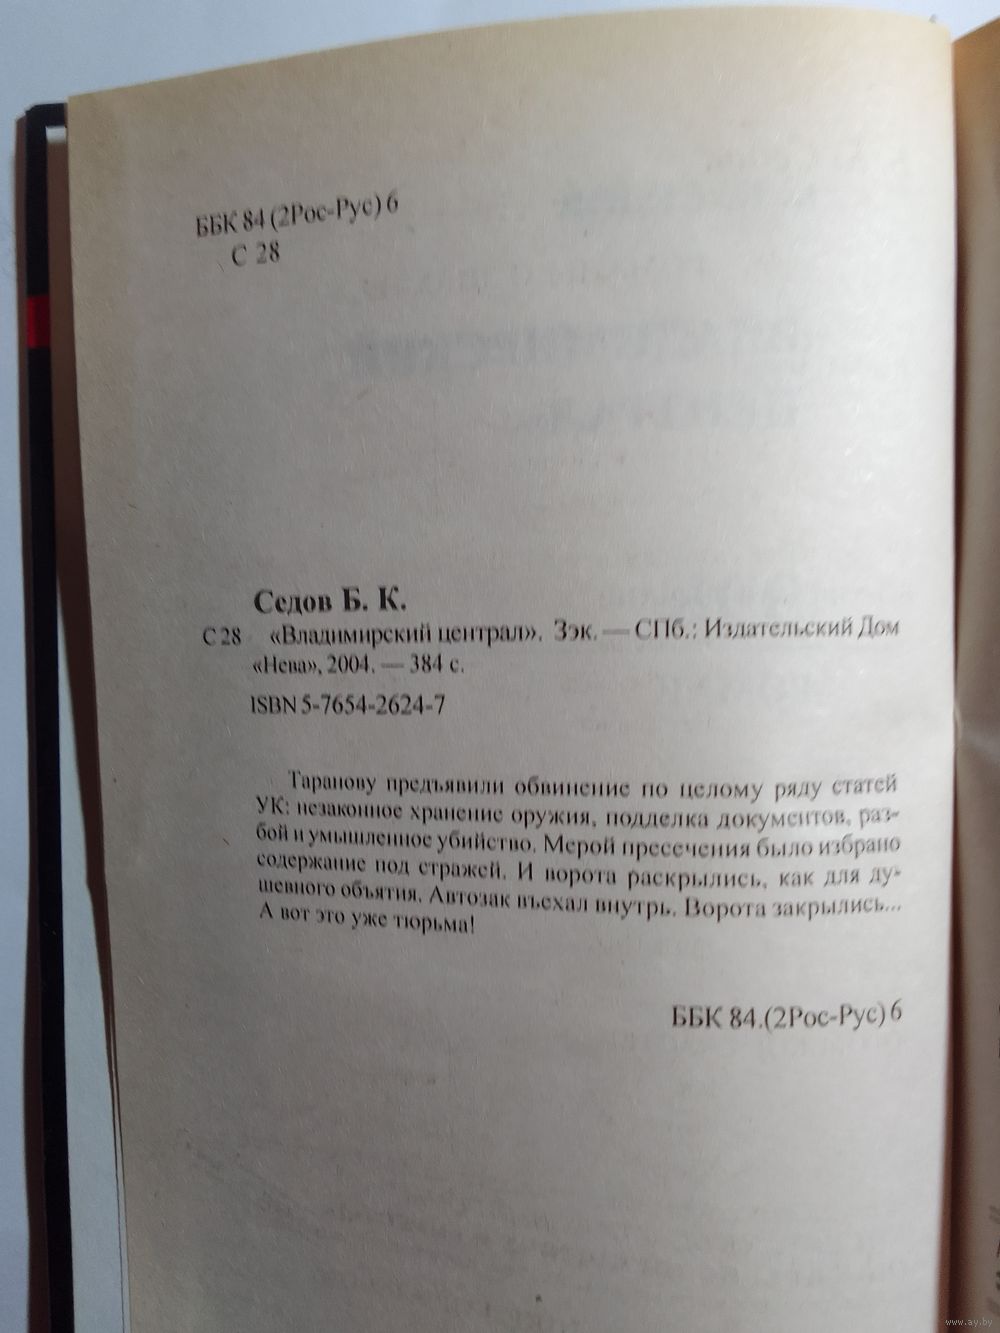 ББК 84 (2Рос-Рус) 6
С 28
Седов Б. К.
С 28 «Владимирский централ». Зэк. — СПб.: Издательский Дом
«Нева», 2004. — 384 с.
ISBN 5-7654-2624-7
Таранову предъявили обвинение по целому ряду статей
УК: незаконное хранение оружия, подделка документов, раз-
бой и умышленное убийство. Мерой пресечения было избрано
содержание под стражей. И ворота раскрылись, как для ду-
шевного объятия. Автозак въехал внутрь. Ворота закрылись...
А вот это уже тюрьма!
ББК 84.(2Рос-Рус) 6
www.ay.by